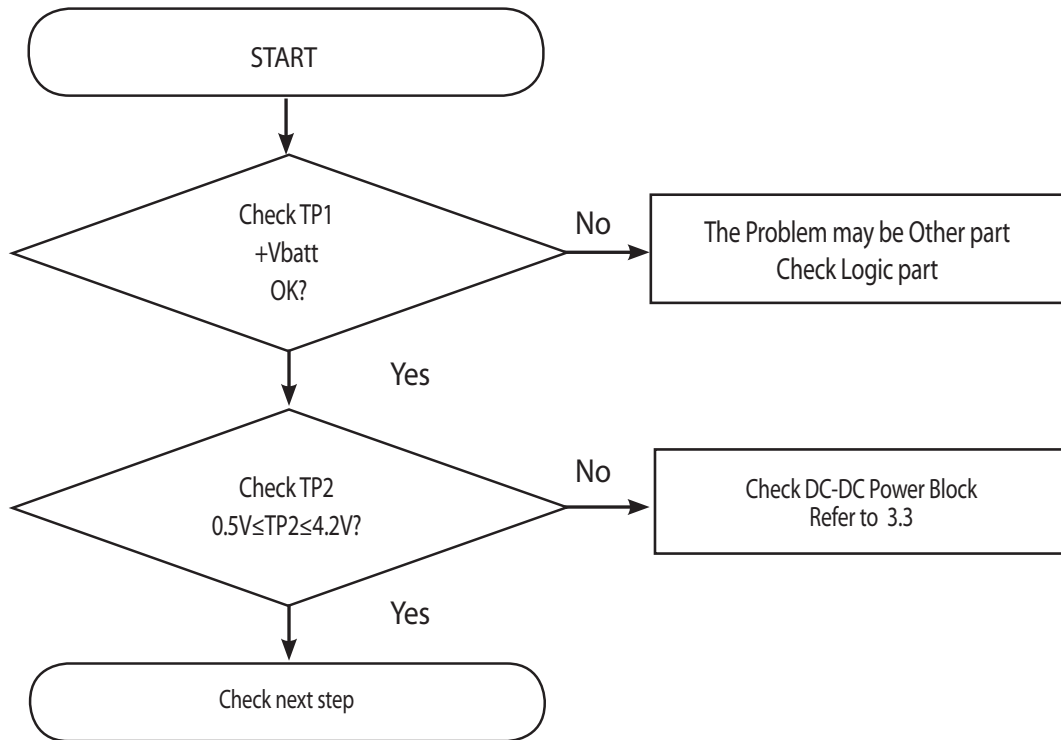 START
Check TP1
+Vbatt
OK?
No
The Problem may be Other part
Check Logic part
Yes
Check TP2
0.5V≤TP2≤4.2V?
No
Check DC-DC Power Block
Refer to 3.3
Yes
Check next step